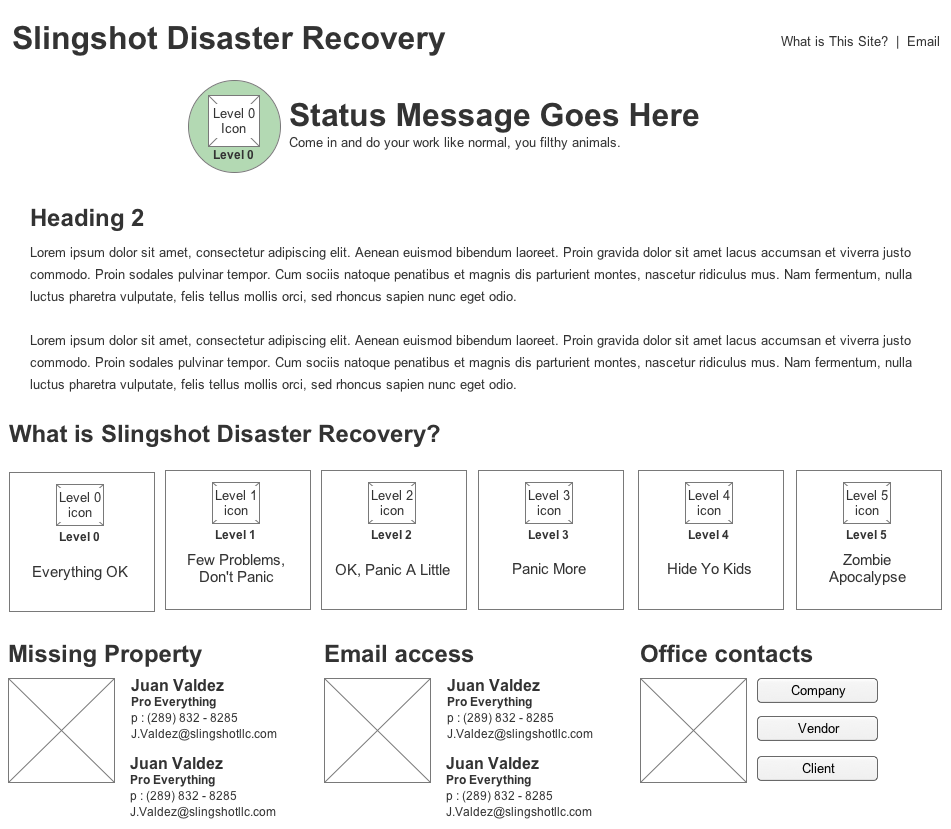 Slingshot Disaster Recovery
What is This Site? | Email
Level 0
Icon
Level 0
Status Message Goes Here
Come in and do your work like normal, you filthy animals.
Heading 2
Lorem ipsum dolor sit amet, consectetur adipiscing elit. Aenean euismod bibendum laoreet. Proin gravida dolor sit amet lacus accumsan et viverra justo
commodo. Proin sodales pulvinar tempor. Cum sociis natoque penatibus et magnis dis parturient montes, nascetur ridiculus mus. Nam fermentum, nulla
luctus pharetra vulputate, felis tellus mollis orci, sed rhoncus sapien nunc eget odio.
Lorem ipsum dolor sit amet, consectetur adipiscing elit. Aenean euismod bibendum laoreet. Proin gravida dolor sit amet lacus accumsan et viverra justo
commodo. Proin sodales pulvinar tempor. Cum sociis natoque penatibus et magnis dis parturient montes, nascetur ridiculus mus. Nam fermentum, nulla
luctus pharetra vulputate, felis tellus mollis orci, sed rhoncus sapien nunc eget odio.
What is Slingshot Disaster Recovery?
Level 0
icon
Level 0
Everything OK
Level 1
icon
Level 1
Few Problems,
Don't Panic
Level 2
icon
Level 2
OK, Panic A Little
Level 3
icon
Level 3
Panic More
Level 4
icon
Level 4
Hide Yo Kids
Level 5
icon
Level 5
Zombie
Apocalypse
Missing Property
Juan Valdez
Pro Everything
p : (289) 832 - 8285
J.Valdez@slingshotllc.com
Juan Valdez
Pro Everything
p : (289) 832 - 8285
J.Valdez@slingshotllc.com
Email access
Juan Valdez
Pro Everything
p : (289) 832 - 8285
J.Valdez@slingshotllc.com
Juan Valdez
Pro Everything
p : (289) 832 - 8285
J.Valdez@slingshotllc.com
Office contacts
Company
Vendor
Client